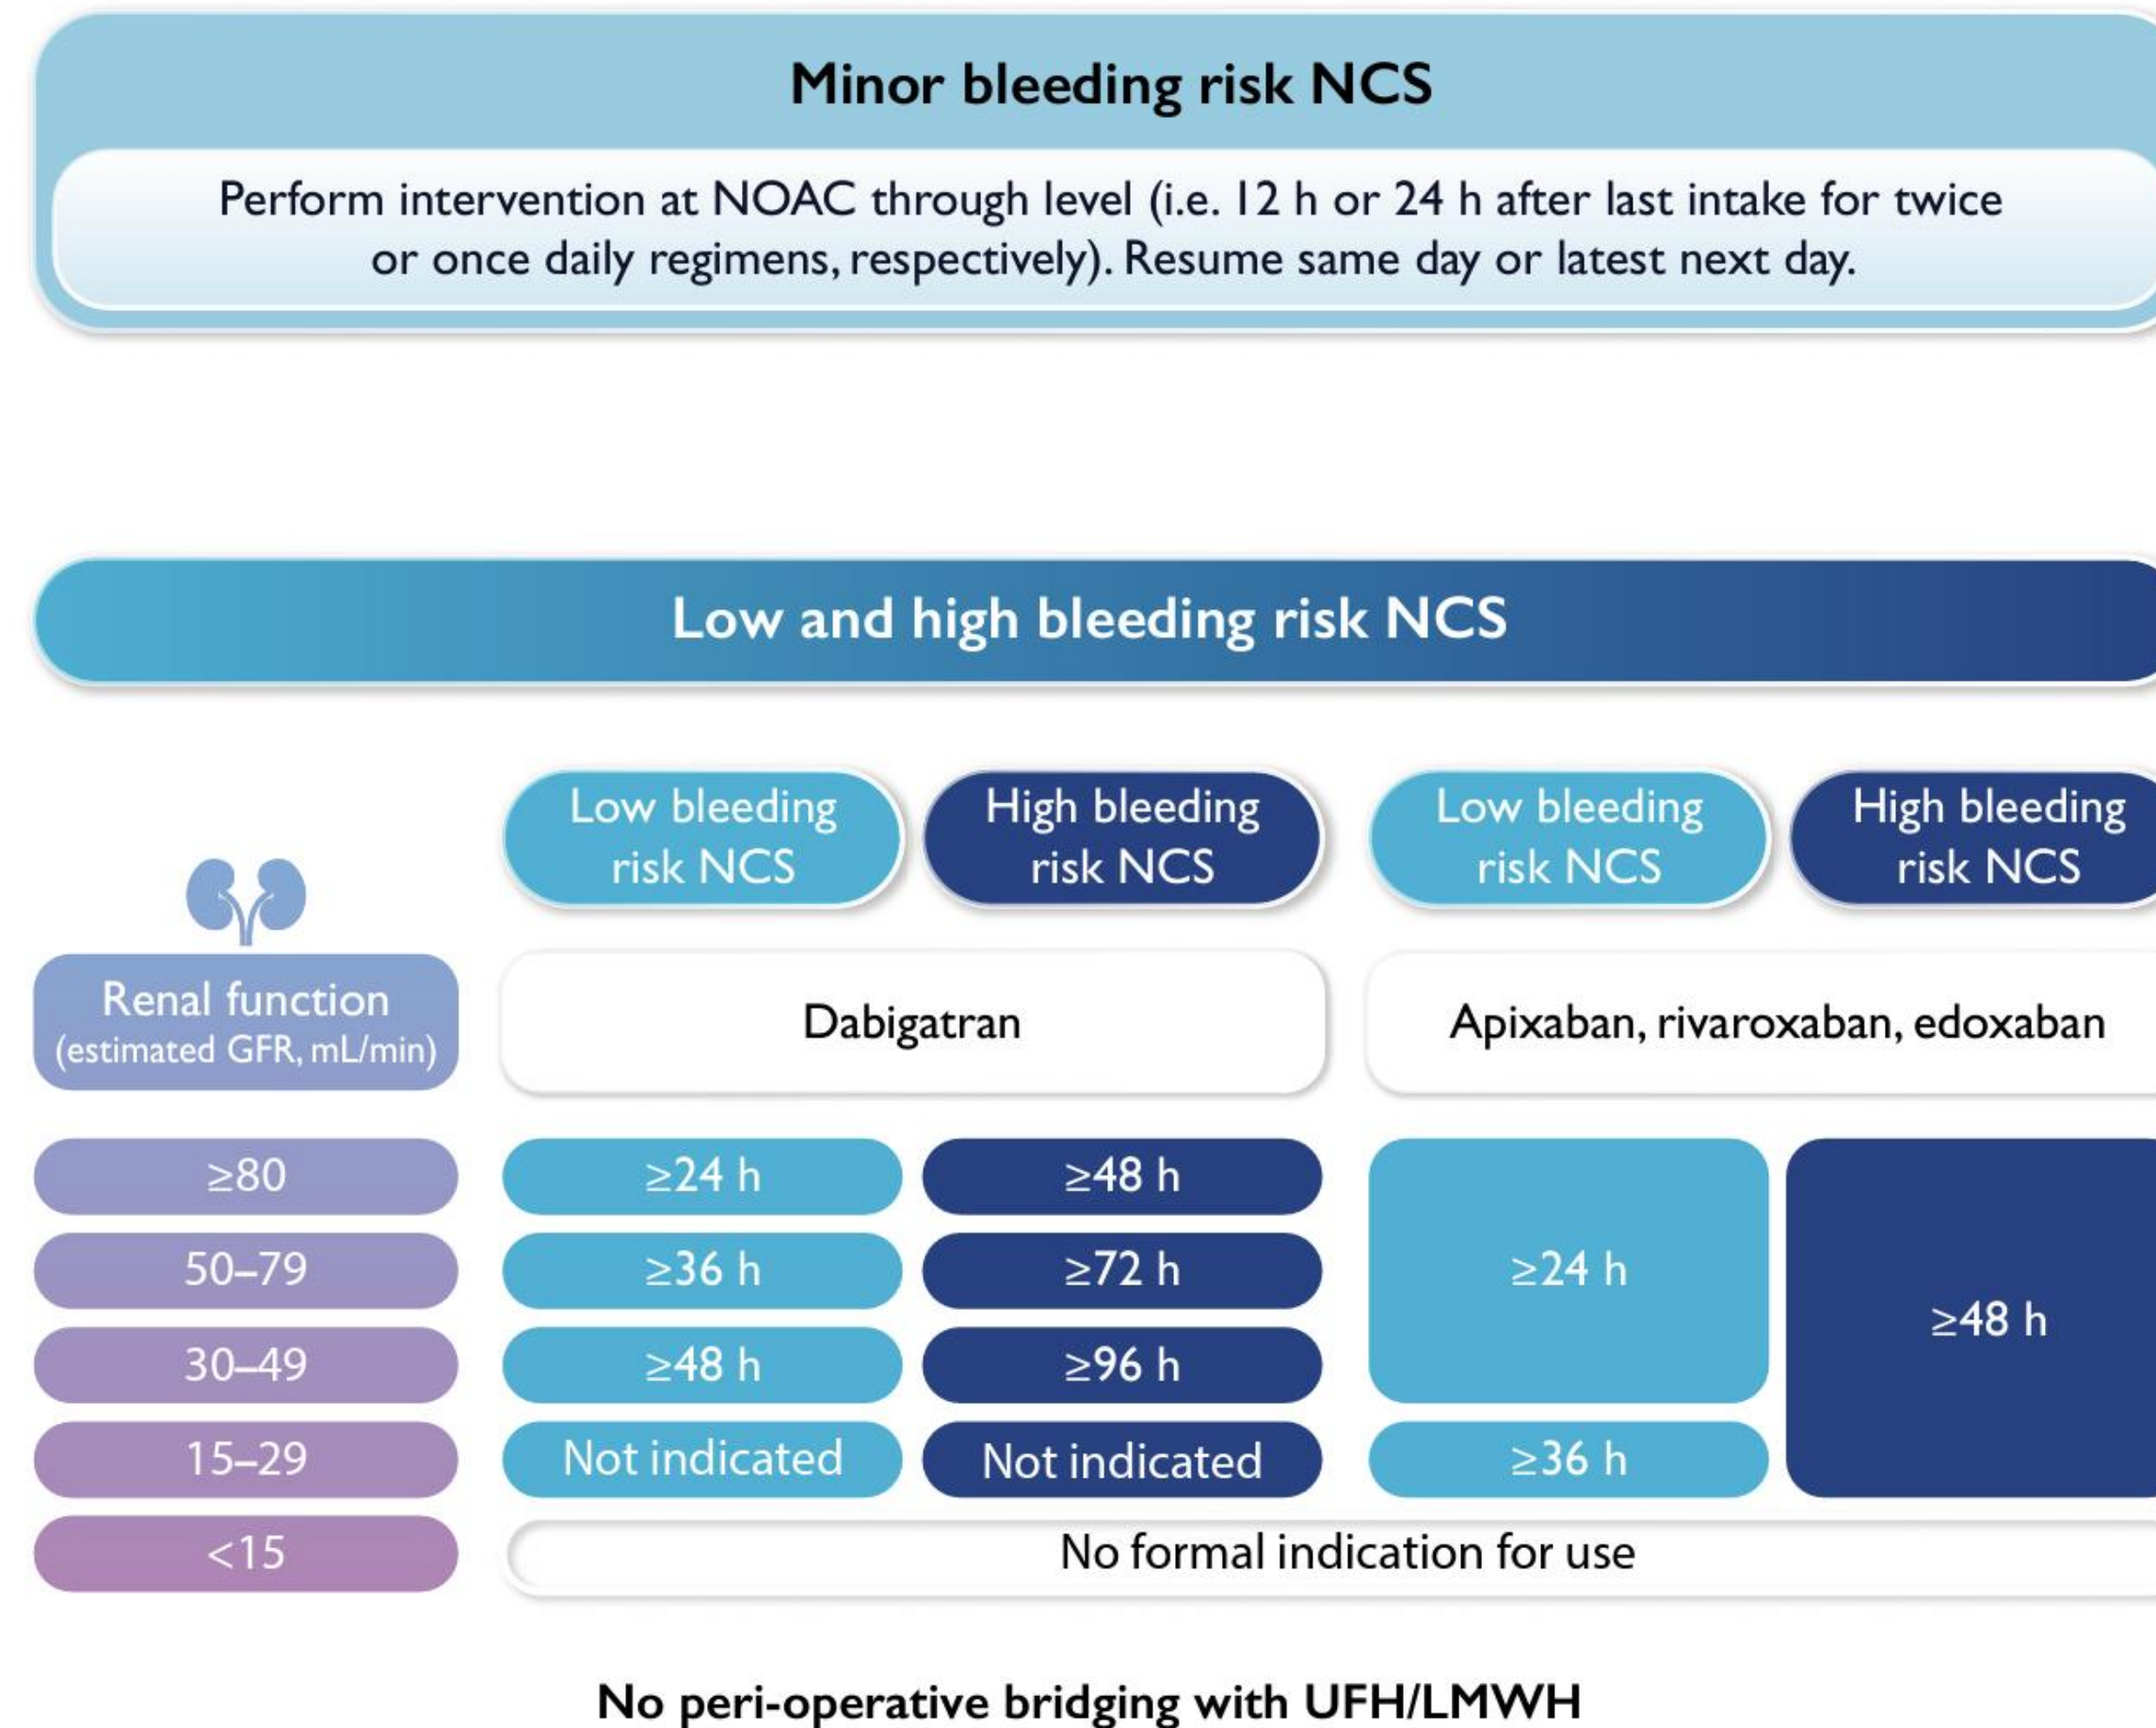 Minor bleeding risk NCS
Perform intervention at NOAC through level (i.e. 12 h or 24 h after last intake for twice
or once daily regimens, respectively). Resume same day or latest next day.
Low and high bleeding risk NCS
Low bleeding
risk NCS
High bleeding
risk NCS
Low bleeding
risk NCS
High bleeding
risk NCS
Renal function
(estimated GFR, mL/min)
Dabigatran
Apixaban, rivaroxaban, edoxaban
≥80
≥24 h
≥48 h
50–79
≥36 h
≥72 h
≥24 h
≥48 h
30–49
≥48 h
≥96 h
15–29
Not indicated
Not indicated
≥36 h
<15
No formal indication for use
No peri-operative bridging with UFH/LMWH